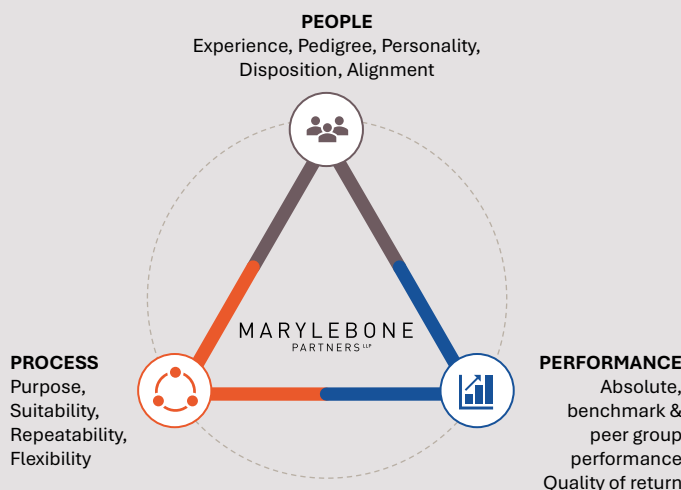 PEOPLE
Experience, Pedigree, Personality,
Disposition, Alignment
MARYLEBONE
PARTNERS LLP
PROCESS
Purpose,
Suitability,
Repeatability,
Flexibility
PERFORMANCE
Absolute,
benchmark &
peer group
performance
Quality of return